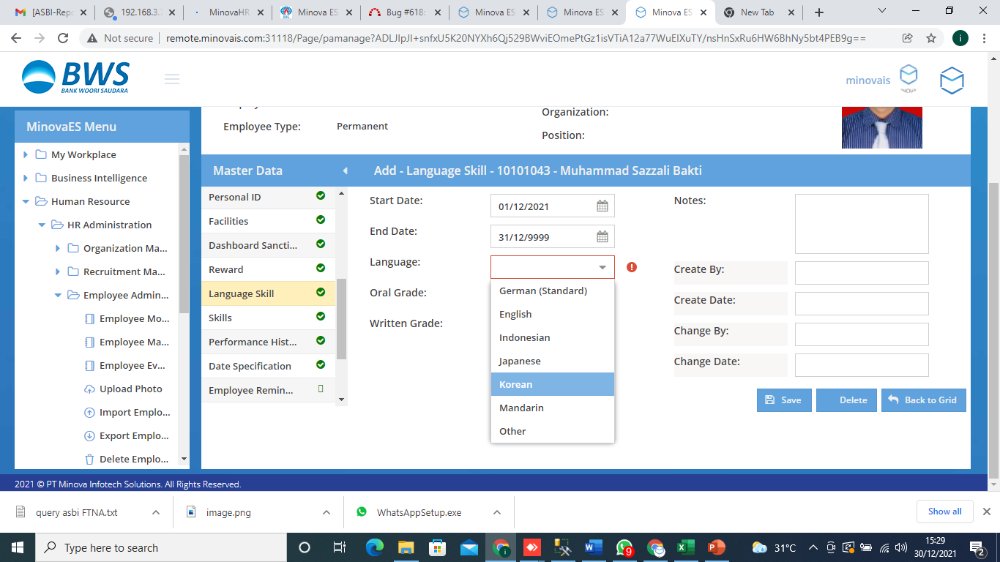 [ASBI-Repo
192.168.3.
MinovaHR
Minova ES
Bug #618
Minova ES
Minova ES
Minova ES
New Tab
Not secure
remote.minovais.com:31118/Page/pamanage?ADLJIpJI+snfxU5K20NYXh6Qj529BWviEOmePtGz1isVTiA12a77WuEIXuTY/nsHnSxRu6HW6BhNy5bt4PEB9g==
i
BWS
BANK WOORI SAUDARA
minovais
MinovaES Menu
My Workplace
Business Intelligence
Human Resource
HR Administration
Organization Ma...
Recruitment Ma...
Employee Admin...
Employee Mo...
Employee Ma...
Employee Ev...
Upload Photo
Import Emplo...
Export Emplo...
Delete Emplo...
Employee Type: Permanent
Organization:
Position:
Master Data
Personal ID
Facilities
Dashboard Sancti...
Reward
Language Skill
Skills
Performance Hist...
Date Specification
Employee Remin...
Add - Language Skill - 10101043 - Muhammad Sazzali Bakti
Start Date: 01/12/2021
End Date: 31/12/9999
Language:
German (Standard)
English
Indonesian
Japanese
Korean
Mandarin
Other
Oral Grade:
Written Grade:
Notes:
Create By:
Create Date:
Change By:
Change Date:
Save
Delete
Back to Grid
2021 © PT Minova Infotech Solutions. All Rights Reserved.
query asbi FTNA.txt
image.png
WhatsAppSetup.exe
Show all
Type here to search
9
31°C
15:29
30/12/2021
2